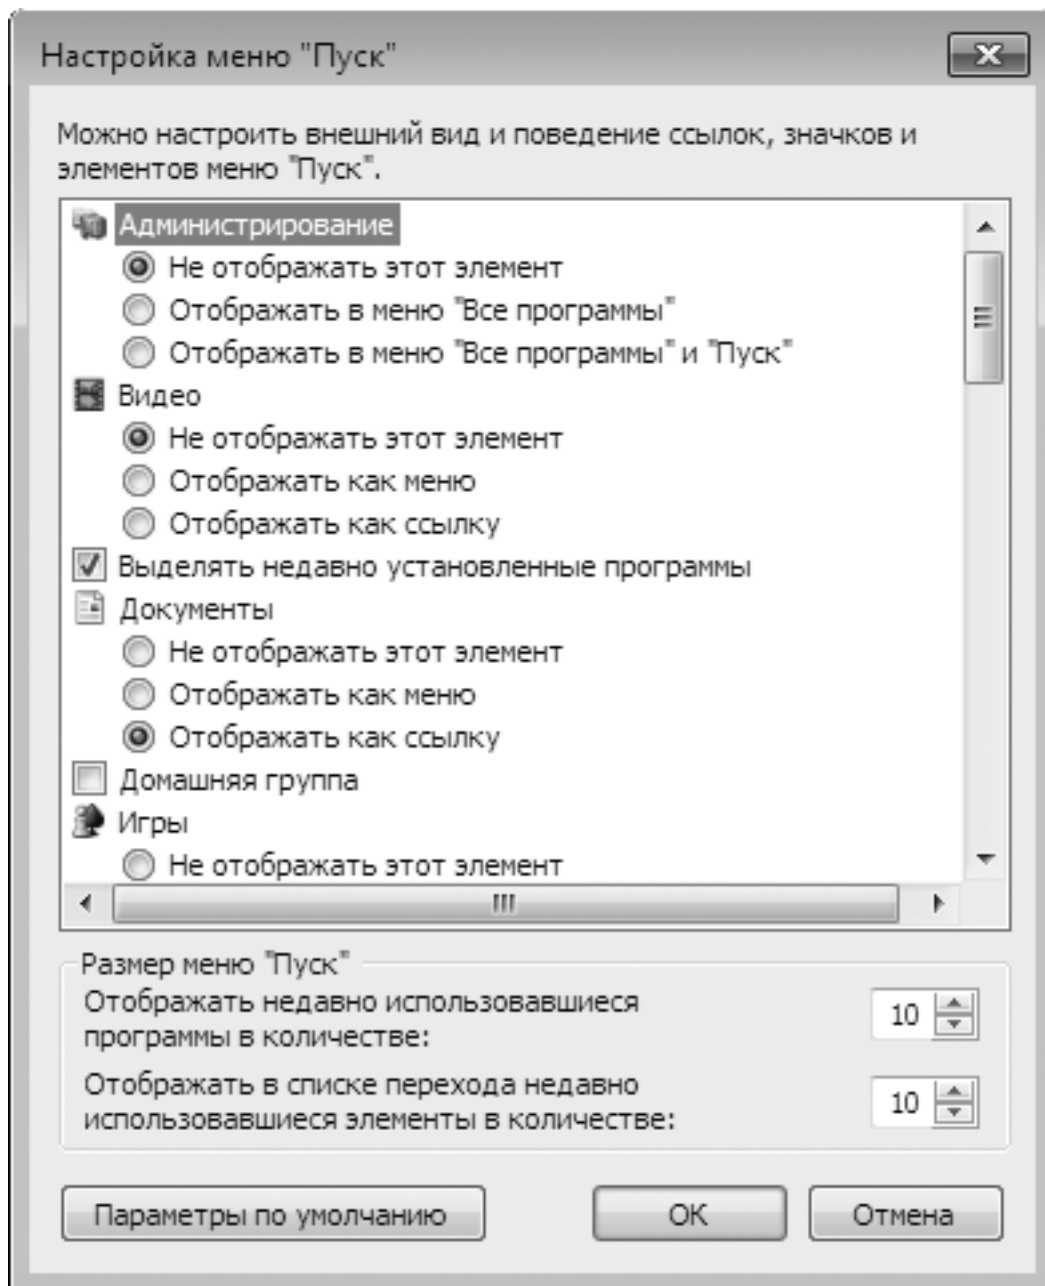 Настройка меню "Пуск"
Можно настроить внешний вид и поведение ссылок, значков и
элементов меню "Пуск".
Администрирование
Не отображать этот элемент
Отображать в меню "Все программы"
Отображать в меню "Все программы" и "Пуск"
Видео
Не отображать этот элемент
Отображать как меню
Отображать как ссылку
Выделять недавно установленные программы
Документы
Не отображать этот элемент
Отображать как меню
Отображать как ссылку
Домашняя группа
Игры
Не отображать этот элемент
Размер меню "Пуск"
Отображать недавно использовавшиеся
программы в количестве: 10
Отображать в списке перехода недавно
использовавшиеся элементы в количестве: 10
Параметры по умолчанию ОК Отмена